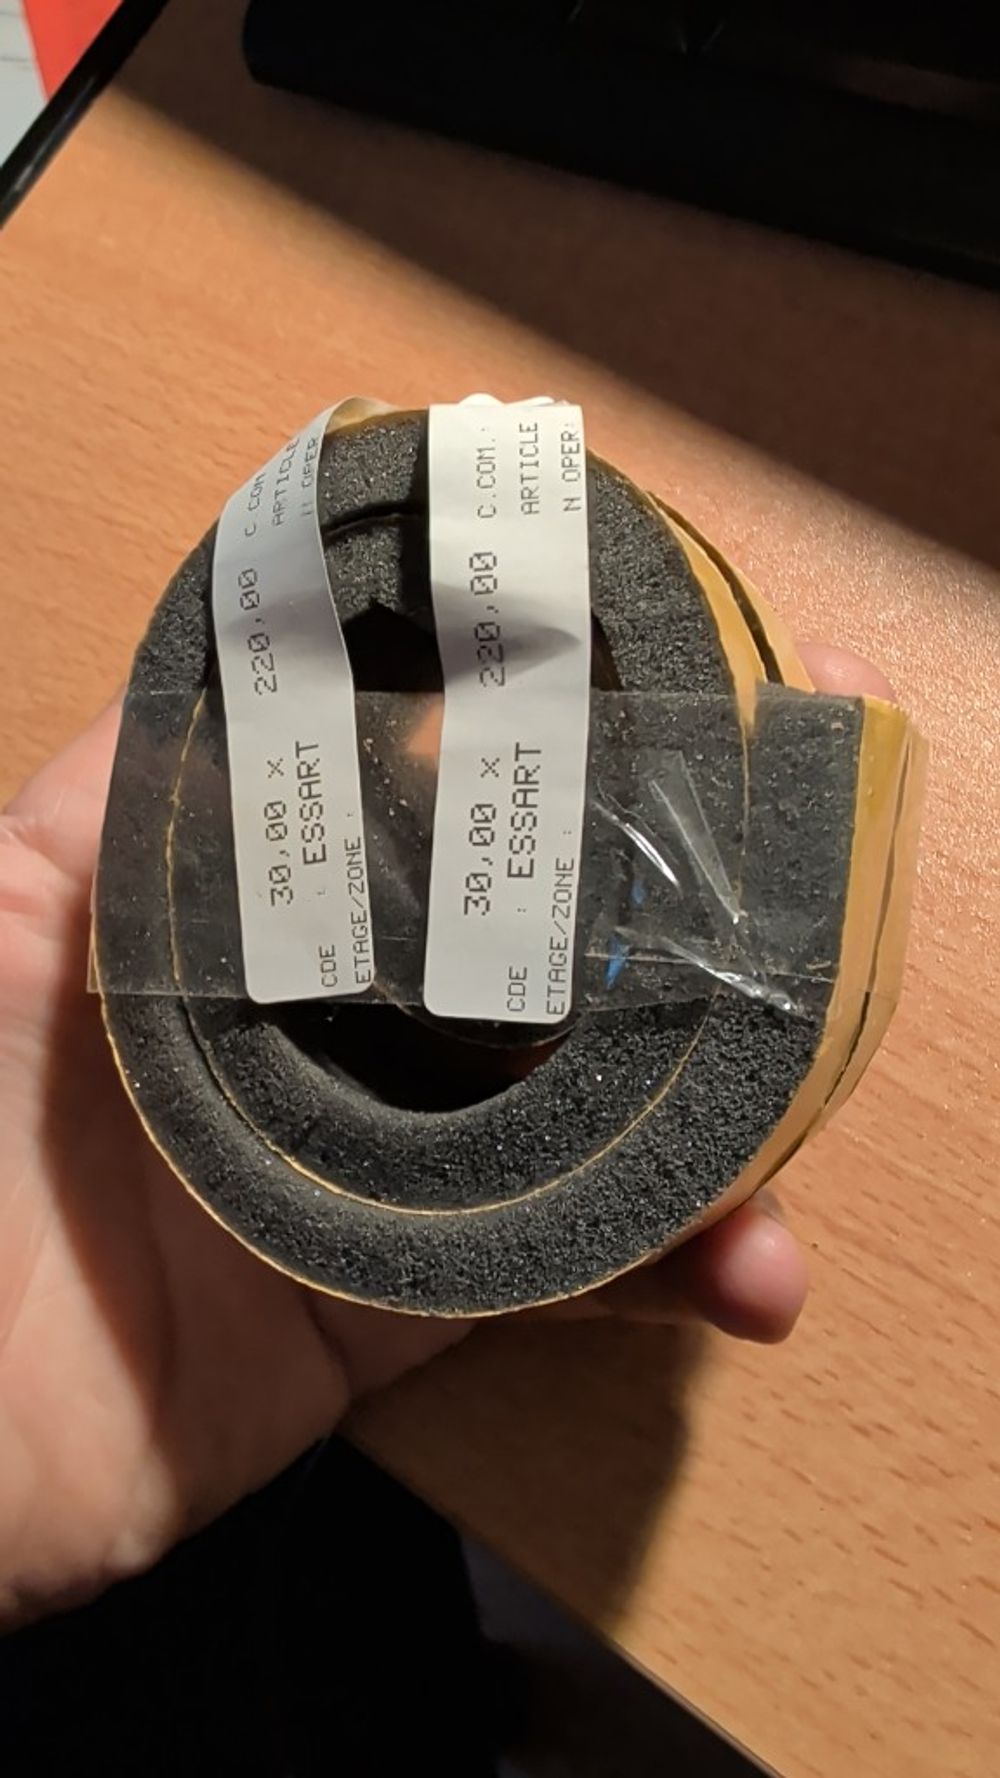 30,00 x 220,00 C.COM
CDE : ESSART ARTICLE
ETAGE/ZONE : N OPER
30,00 x 220,00 C.COM.:
CDE : ESSART ARTICLE
ETAGE/ZONE : N OPER: